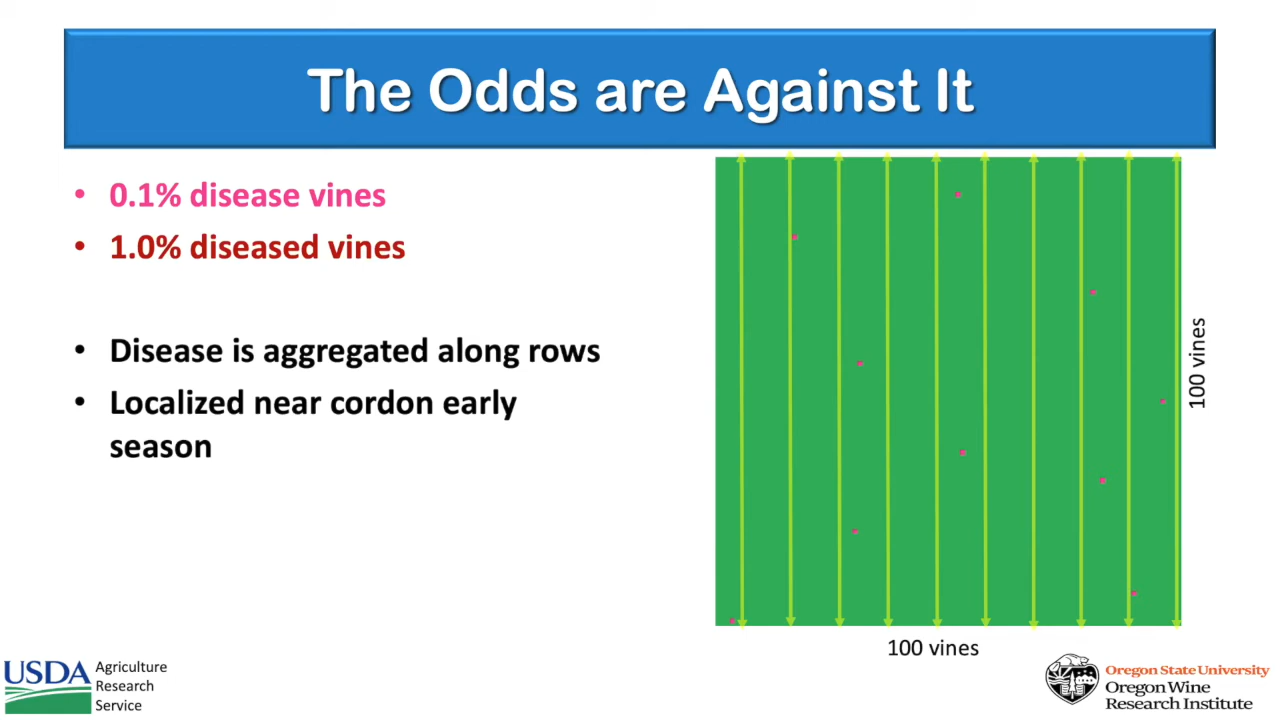 The Odds are Against It
• 0.1% disease vines
• 1.0% diseased vines
• Disease is aggregated along rows
• Localized near cordon early
season
100 vines
100 vines
USDA
Agriculture
Research
Service
Oregon State University
Oregon Wine
Research Institute